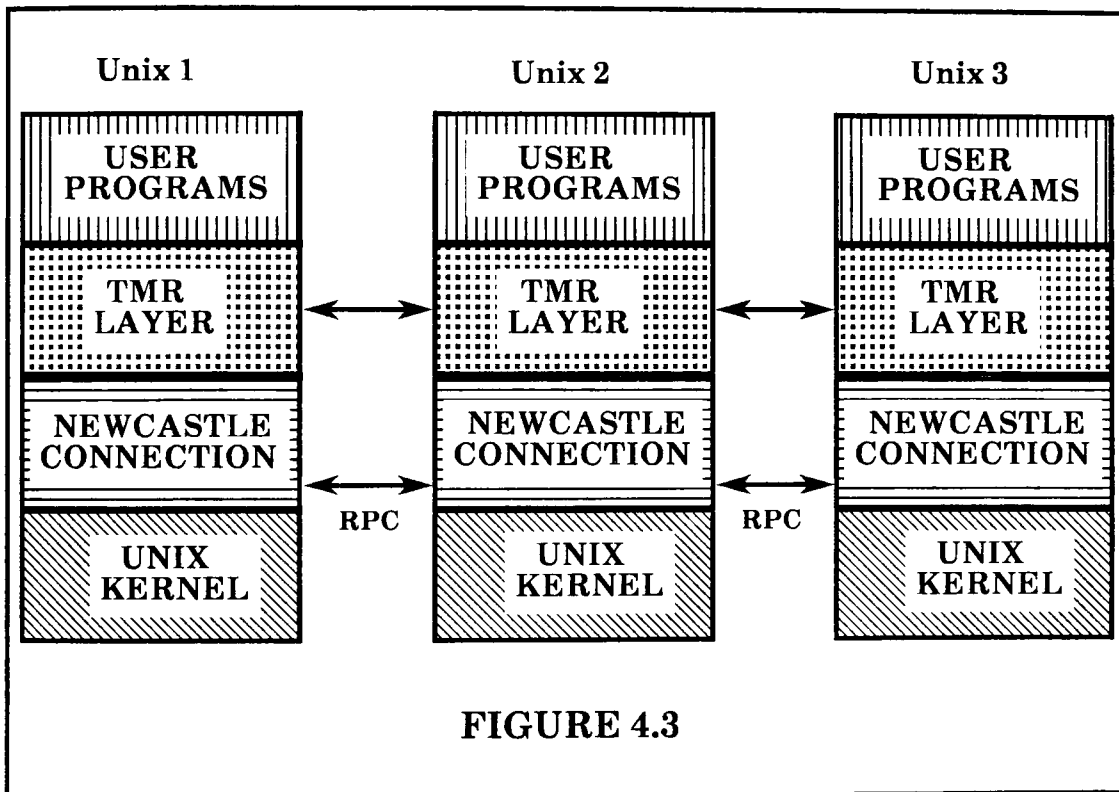 Unix 1
Unix 2
Unix 3
USER
PROGRAMS
USER
PROGRAMS
USER
PROGRAMS
TMR
LAYER
TMR
LAYER
TMR
LAYER
NEWCASTLE
CONNECTION
NEWCASTLE
CONNECTION
NEWCASTLE
CONNECTION
RPC
RPC
UNIX
KERNEL
UNIX
KERNEL
UNIX
KERNEL
FIGURE 4.3